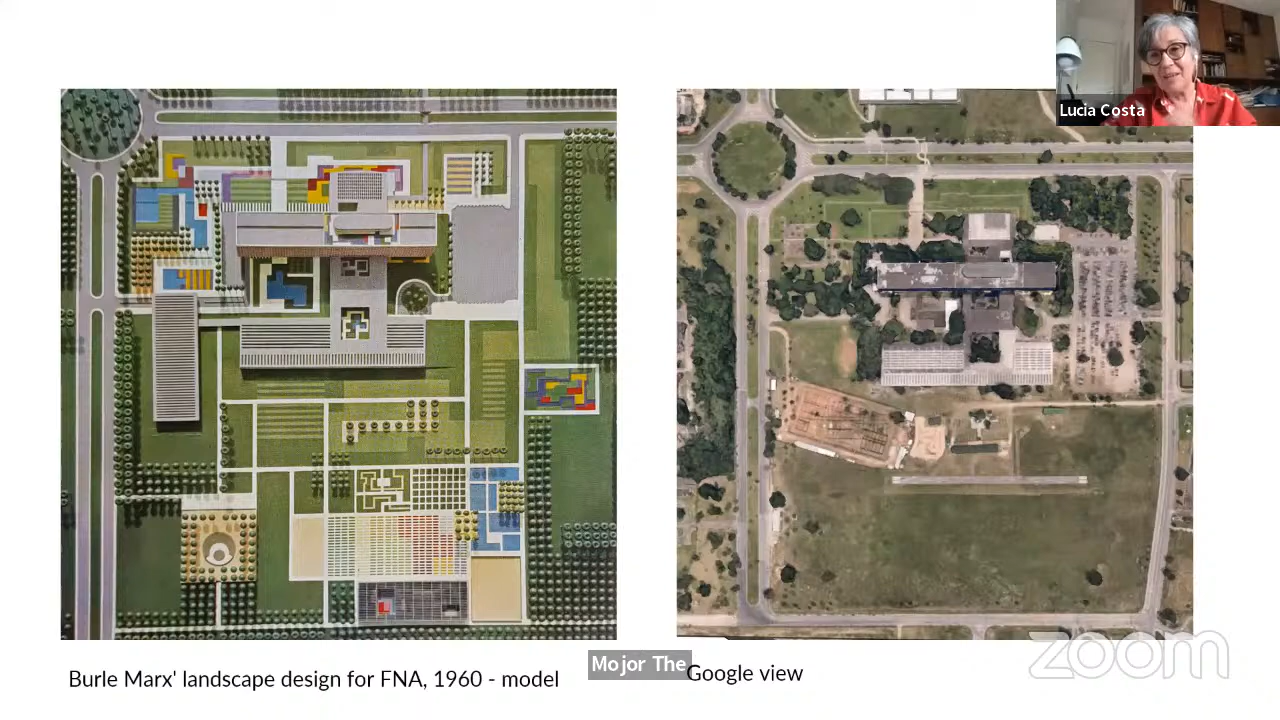 Lucia Costa
Burle Marx' landscape design for FNA, 1960 - model
Mojor The
Google view
zoom